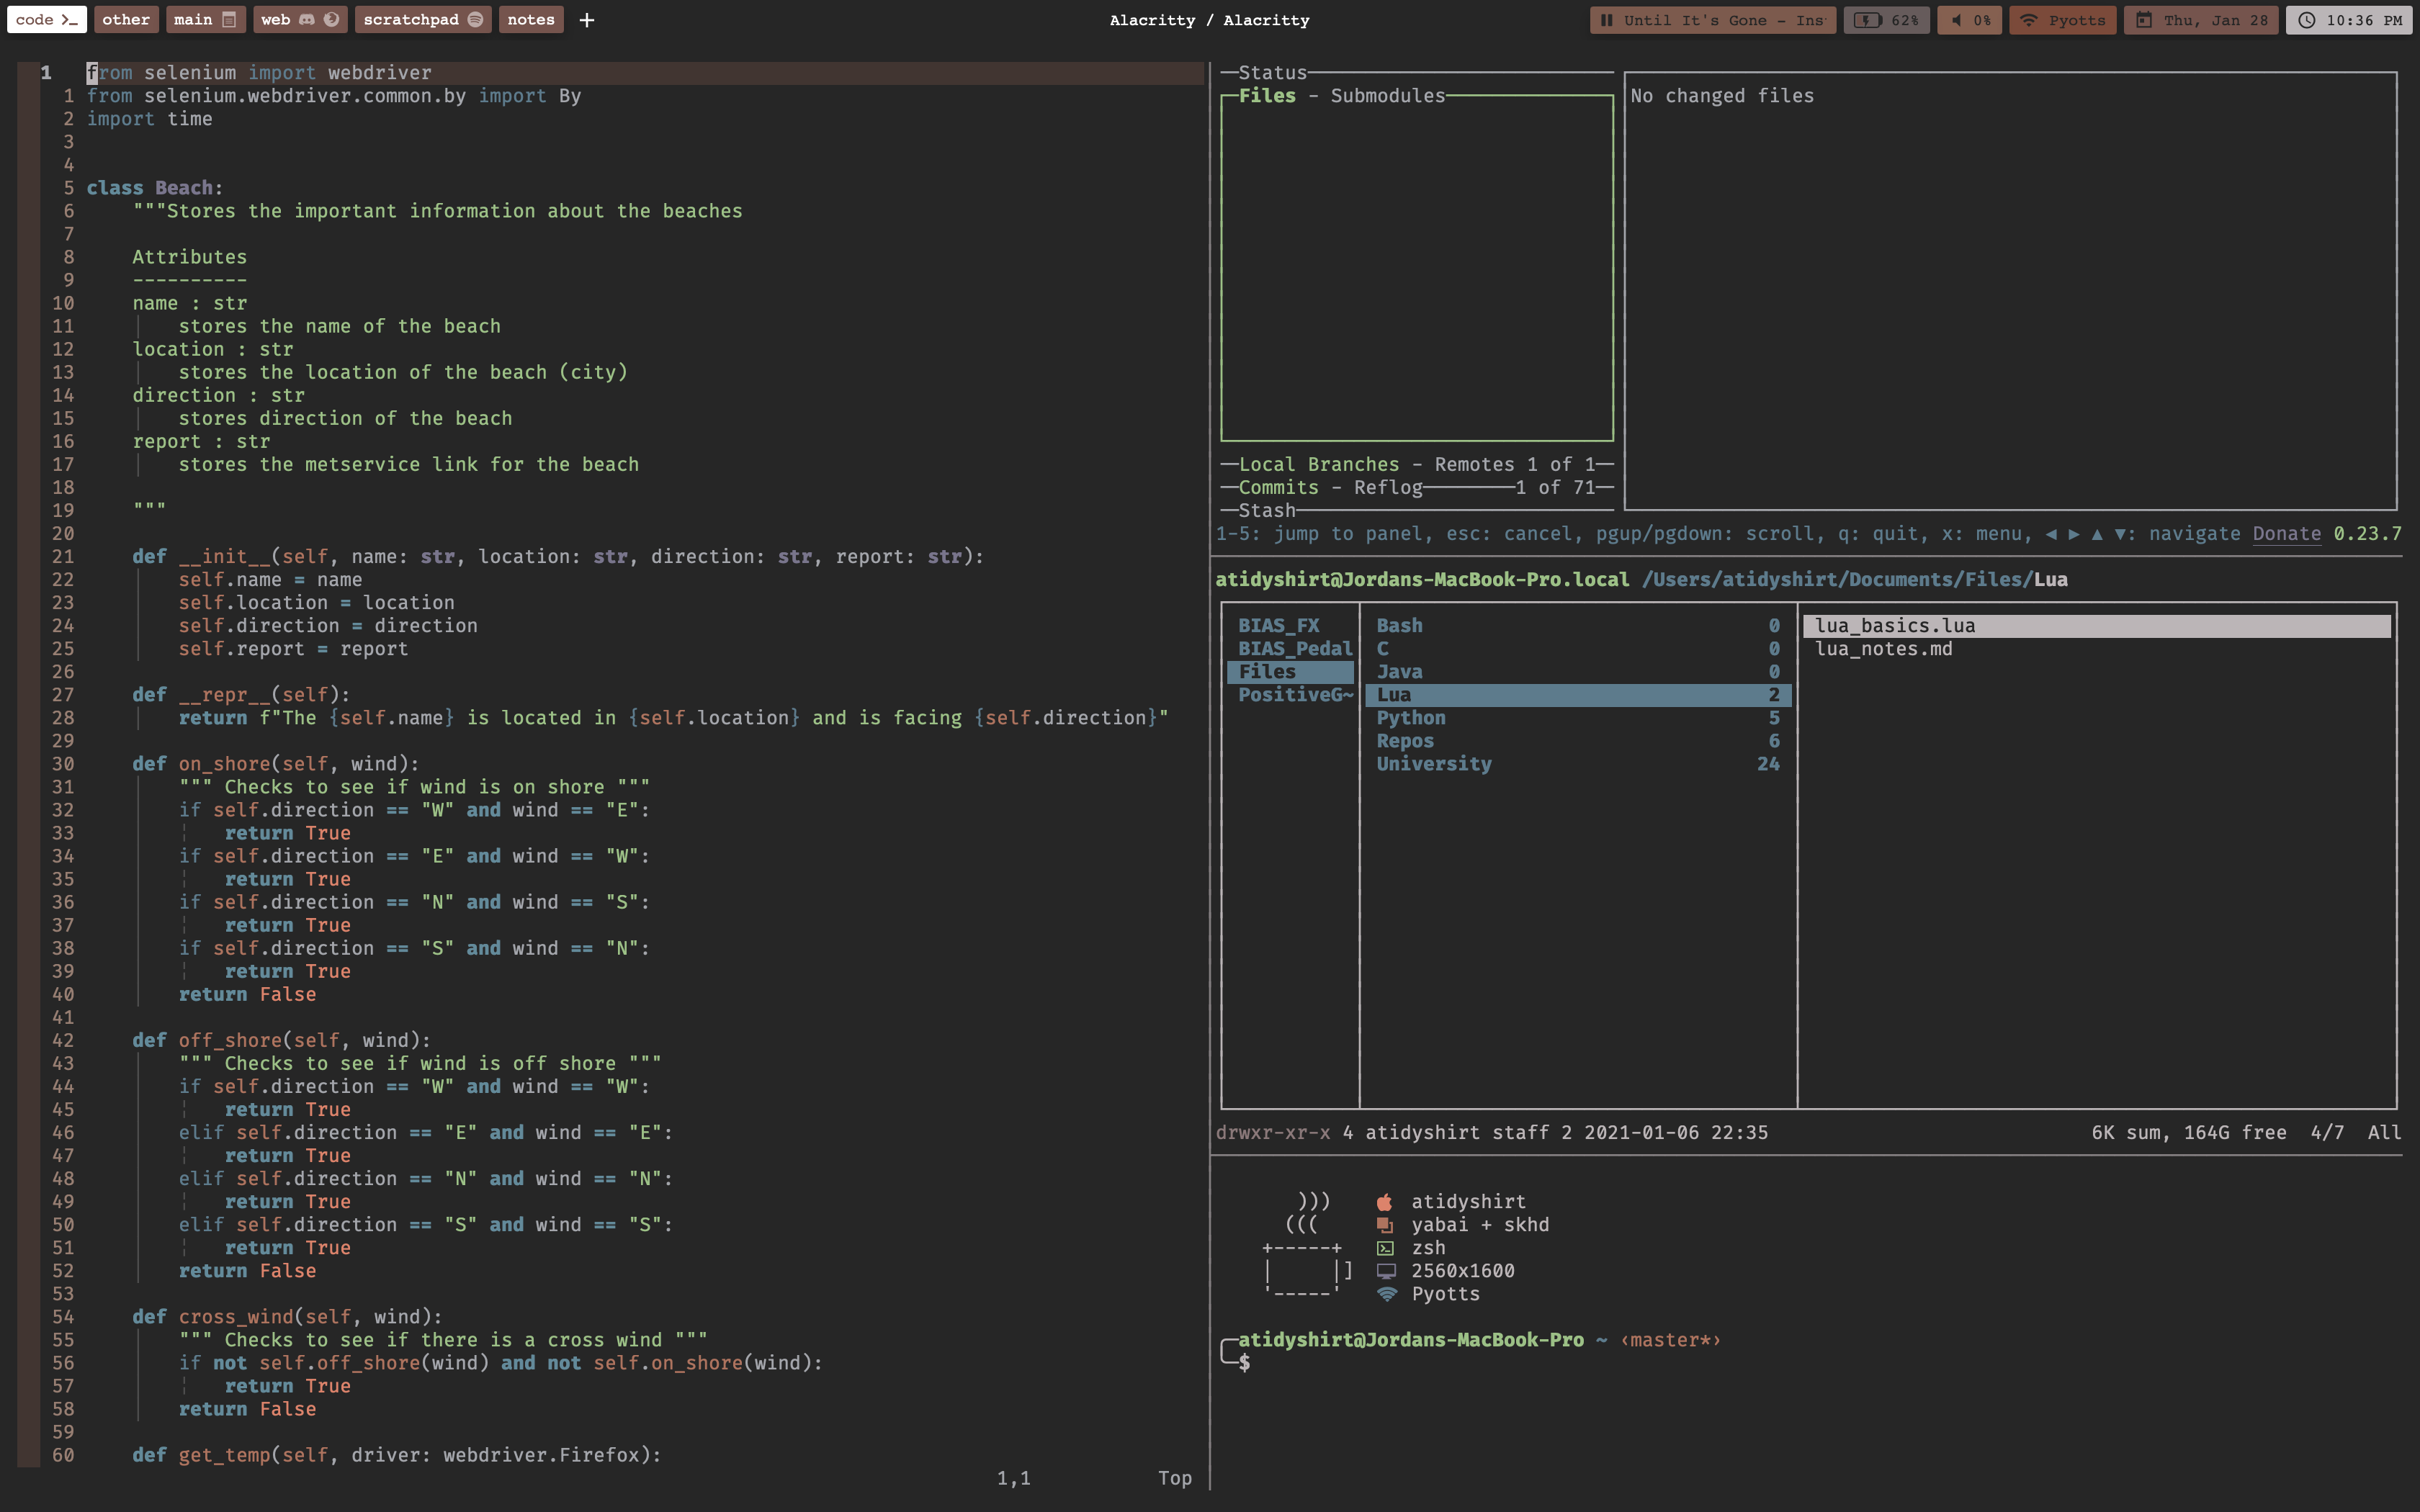 code >_ other main web scratchpad notes +
Alacritty / Alacritty
Until It's Gone – Ins
62%
0%
Pyotts
Thu, Jan 28
10:36 PM
1 from selenium import webdriver
1 from selenium.webdriver.common.by import By
2 import time
3
4
5 class Beach:
6 """Stores the important information about the beaches
7
8 Attributes
9 ----------
10 name : str
11 stores the name of the beach
12 location : str
13 stores the location of the beach (city)
14 direction : str
15 stores direction of the beach
16 report : str
17 stores the metservice link for the beach
18
19 """
20
21 def __init__(self, name: str, location: str, direction: str, report: str):
22 self.name = name
23 self.location = location
24 self.direction = direction
25 self.report = report
26
27 def __repr__(self):
28 return f"The {self.name} is located in {self.location} and is facing {self.direction}"
29
30 def on_shore(self, wind):
31 """ Checks to see if wind is on shore """
32 if self.direction == "W" and wind == "E":
33 return True
34 if self.direction == "E" and wind == "W":
35 return True
36 if self.direction == "N" and wind == "S":
37 return True
38 if self.direction == "S" and wind == "N":
39 return True
40 return False
41
42 def off_shore(self, wind):
43 """ Checks to see if wind is off shore """
44 if self.direction == "W" and wind == "W":
45 return True
46 elif self.direction == "E" and wind == "E":
47 return True
48 elif self.direction == "N" and wind == "N":
49 return True
50 elif self.direction == "S" and wind == "S":
51 return True
52 return False
53
54 def cross_wind(self, wind):
55 """ Checks to see if there is a cross wind """
56 if not self.off_shore(wind) and not self.on_shore(wind):
57 return True
58 return False
59
60 def get_temp(self, driver: webdriver.Firefox):
1,1 Top
Status
Files - Submodules
No changed files
Local Branches - Remotes 1 of 1
Commits - Reflog 1 of 71
Stash
1-5: jump to panel, esc: cancel, pgup/pgdown: scroll, q: quit, x: menu, ◄ ► ▲ ▼: navigate Donate 0.23.7
atidyshirt@Jordans-MacBook-Pro.local /Users/atidyshirt/Documents/Files/Lua
BIAS_FX Bash 0 lua_basics.lua
BIAS_Pedal C 0 lua_notes.md
Files Java 0
PositiveG~ Lua 2
Python 5
Repos 6
University 24
drwxr-xr-x 4 atidyshirt staff 2 2021-01-06 22:35 6K sum, 164G free 4/7 All
))) atidyshirt
((( yabai + skhd
+-----+ zsh
| |] 2560x1600
'-----' Pyotts
atidyshirt@Jordans-MacBook-Pro ~ ‹master*›
$